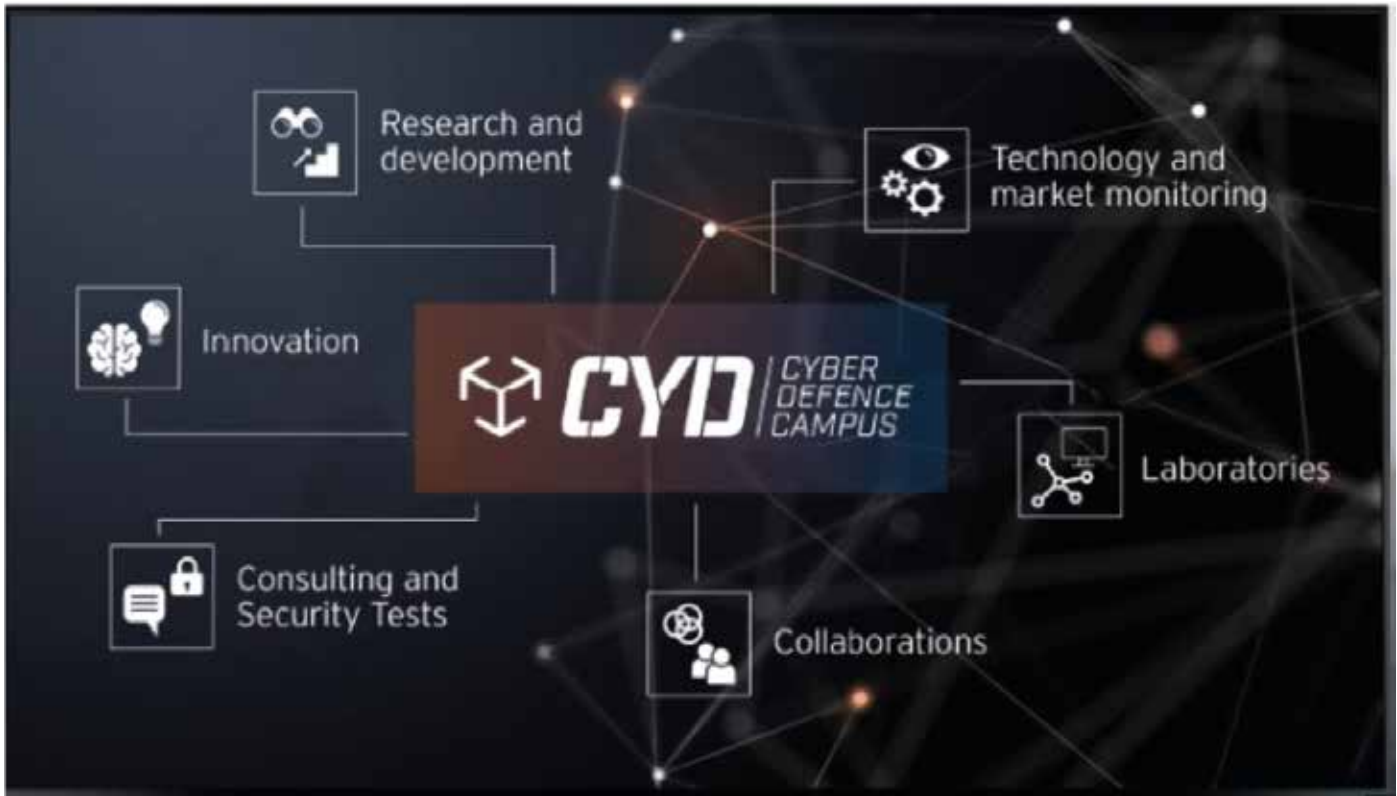 Research and
development
Technology and
market monitoring
Innovation
CYD
CYBER
DEFENCE
CAMPUS
Laboratories
Consulting and
Security Tests
Collaborations